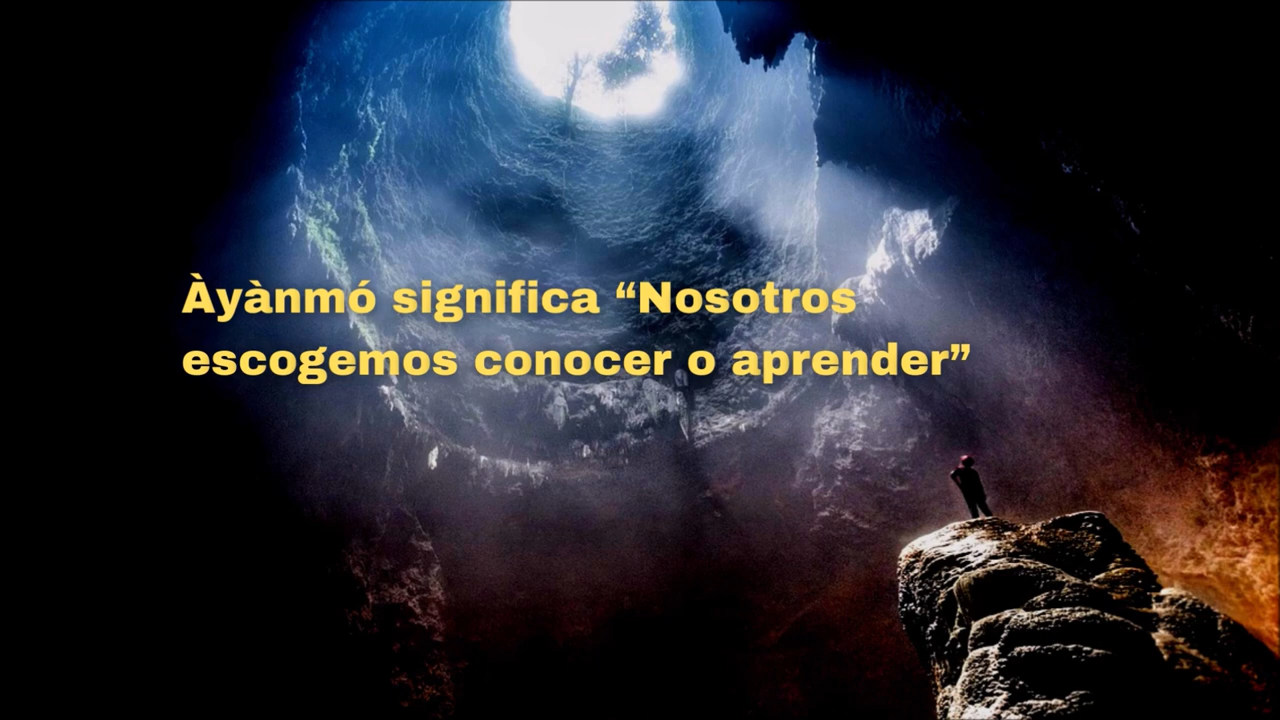 Àyànmó significa “Nosotros
escogemos conocer o aprender”